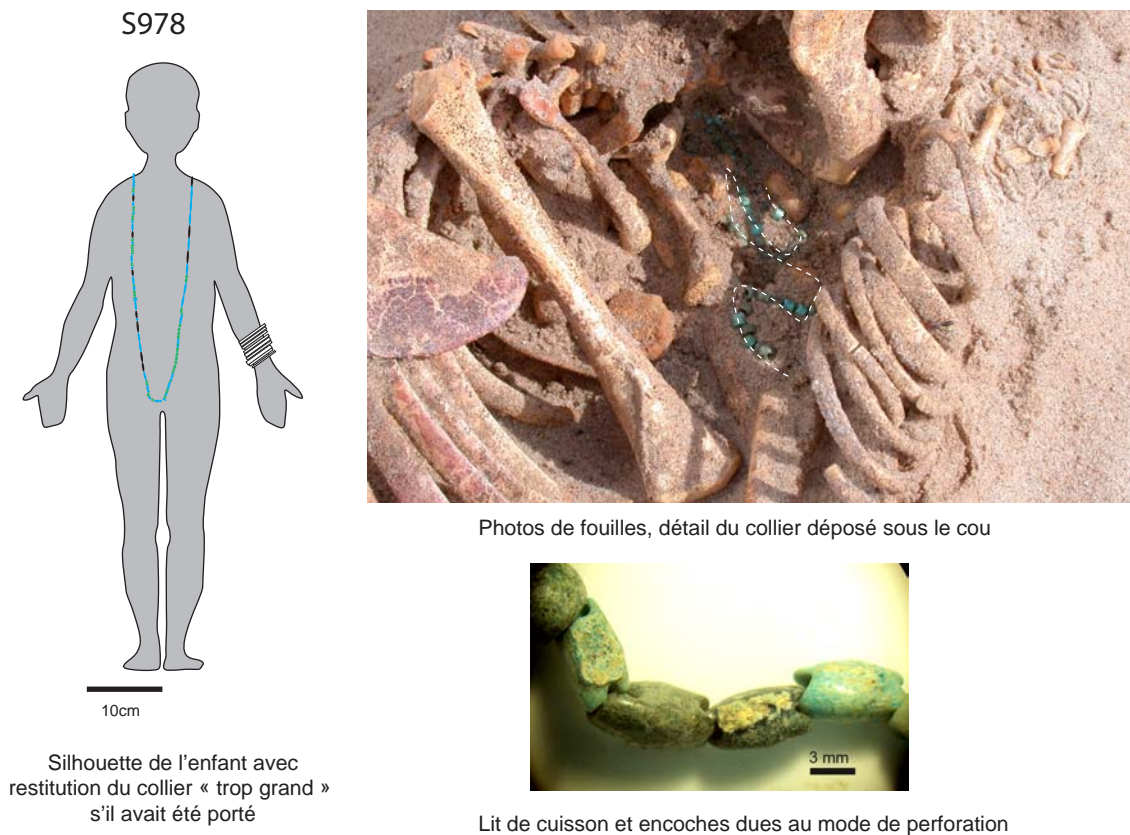 S978
10cm
Silhouette de l’enfant avec
restitution du collier « trop grand »
s’il avait été porté
Photos de fouilles, détail du collier déposé sous le cou
3 mm
Lit de cuisson et encoches dues au mode de perforation